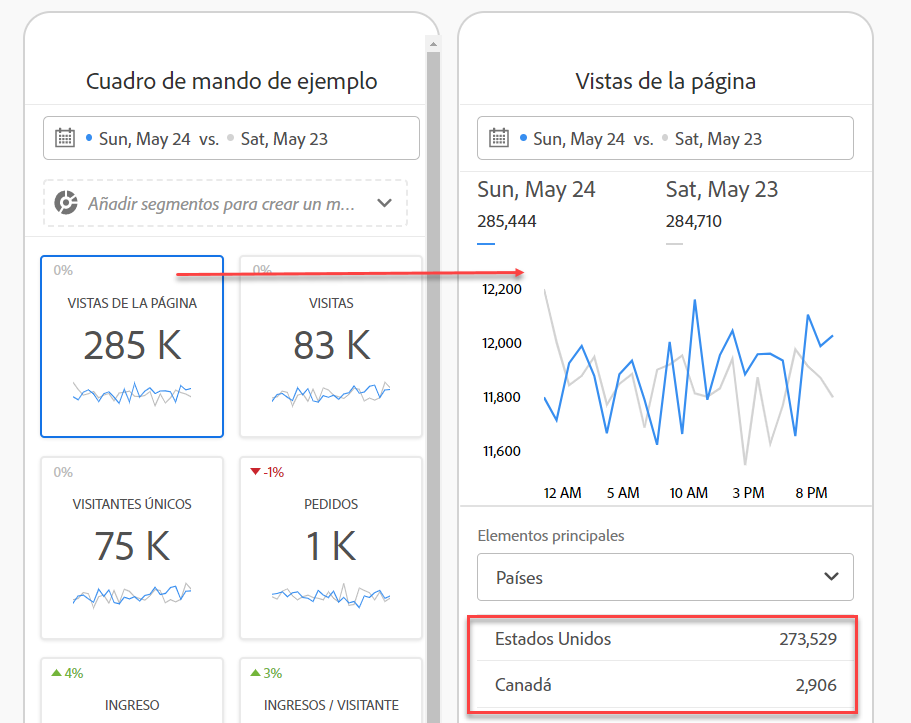 Cuadro de mando de ejemplo
Sun, May 24 vs. Sat, May 23
Añadir segmentos para crear un m...
0%
VISTAS DE LA PÁGINA
285 K
0%
VISITAS
83 K
0%
VISITANTES ÚNICOS
75 K
-1%
PEDIDOS
1 K
4%
INGRESO
3%
INGRESOS / VISITANTE
Vistas de la página
Sun, May 24 vs. Sat, May 23
Sun, May 24
285,444
Sat, May 23
284,710
12,200
12,000
11,800
11,600
12 AM 5 AM 10 AM 3 PM 8 PM
Elementos principales
Países
Estados Unidos 273,529
Canadá 2,906